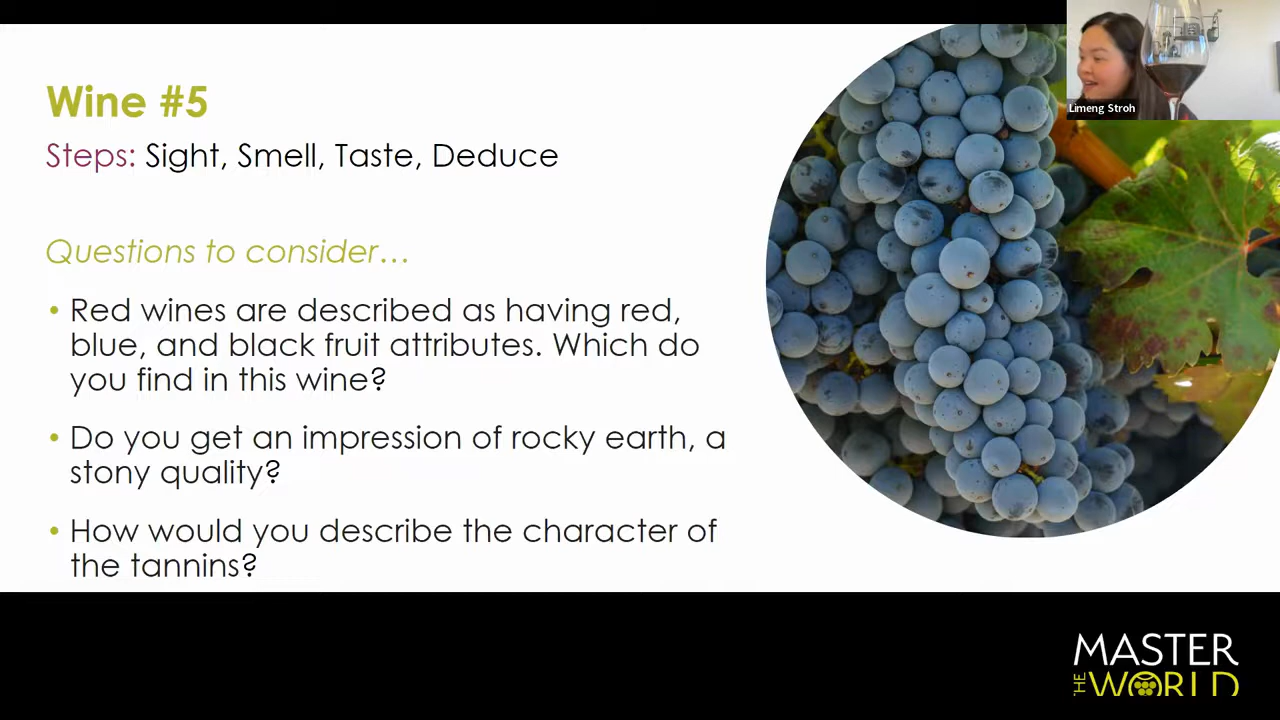 Wine #5
Steps: Sight, Smell, Taste, Deduce
Questions to consider…
• Red wines are described as having red,
blue, and black fruit attributes. Which do
you find in this wine?
• Do you get an impression of rocky earth, a
stony quality?
• How would you describe the character of
the tannins?
Limeng Stroh
MASTER
THE WORLD